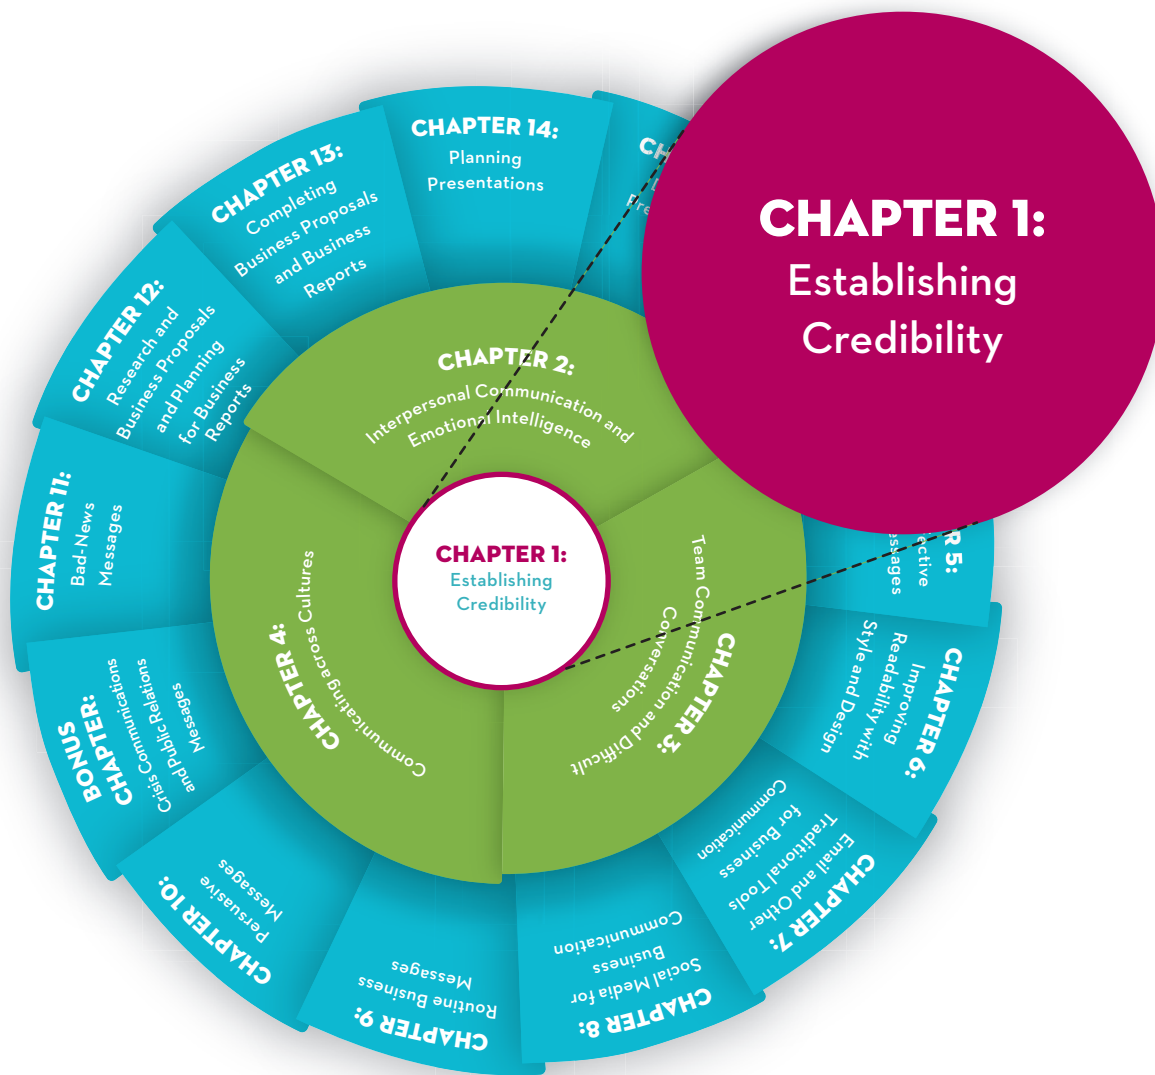 CHAPTER 1:
Establishing
Credibility
CHAPTER 14:
Planning
Presentations
CHAPTER 13:
Completing
Business Proposals
and Business
Reports
CHAPTER 12:
Research and
Business Proposals
and Planning
for Business
Reports
CHAPTER 11:
Bad-News
Messages
BONUS
CHAPTER:
Crisis Communications
and Public Relations
Messages
CHAPTER 10:
Persuasive
Messages
CHAPTER 9:
Routine Business
Messages
CHAPTER 8:
Social Media for
Business
Communication
CHAPTER 7:
Email and Other
Traditional Tools
for Business
Communication
CHAPTER 6:
Improving
Readability with
Style and Design
R 5:
CHAPTER 2:
Interpersonal Communication and
Emotional Intelligence
CHAPTER 3:
Team Communication and Difficult
Conversations
CHAPTER 4:
Communicating across Cultures
CHAPTER 1:
Establishing
Credibility